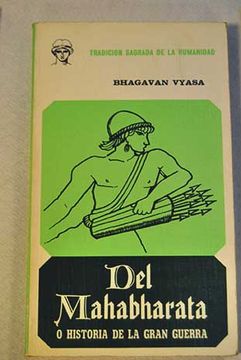 TRADICION SAGRADA DE LA HUMANIDAD
BHAGAVAN VYASA
Del
Mahabharata
O HISTORIA DE LA GRAN GUERRA